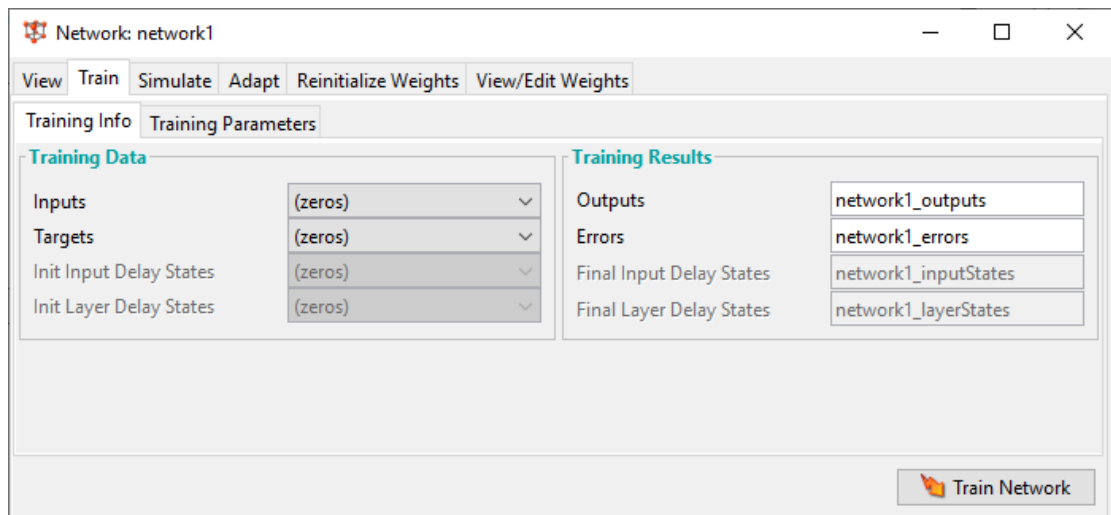 Network: network1
View Train Simulate Adapt Reinitialize Weights View/Edit Weights
Training Info Training Parameters
Training Data
Inputs (zeros)
Targets (zeros)
Init Input Delay States (zeros)
Init Layer Delay States (zeros)
Training Results
Outputs network1_outputs
Errors network1_errors
Final Input Delay States network1_inputStates
Final Layer Delay States network1_layerStates
Train Network